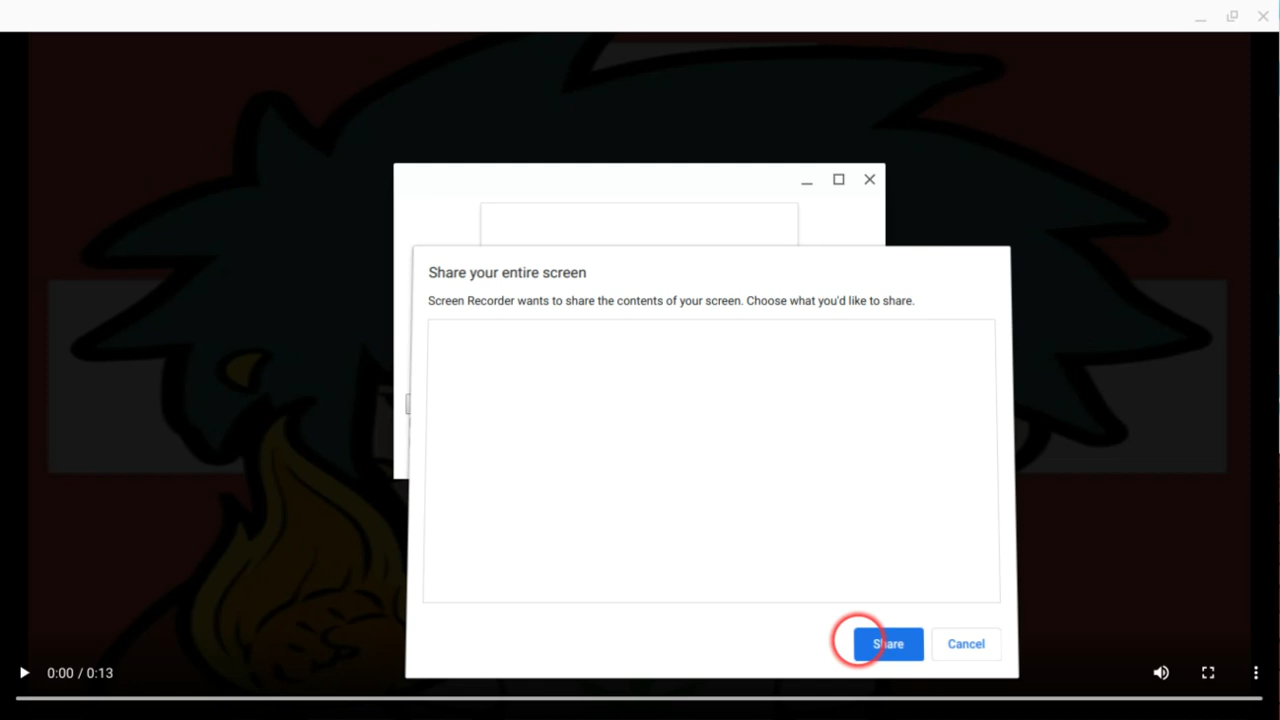 Share your entire screen
Screen Recorder wants to share the contents of your screen. Choose what you'd like to share.
Share
Cancel
0:00 / 0:13